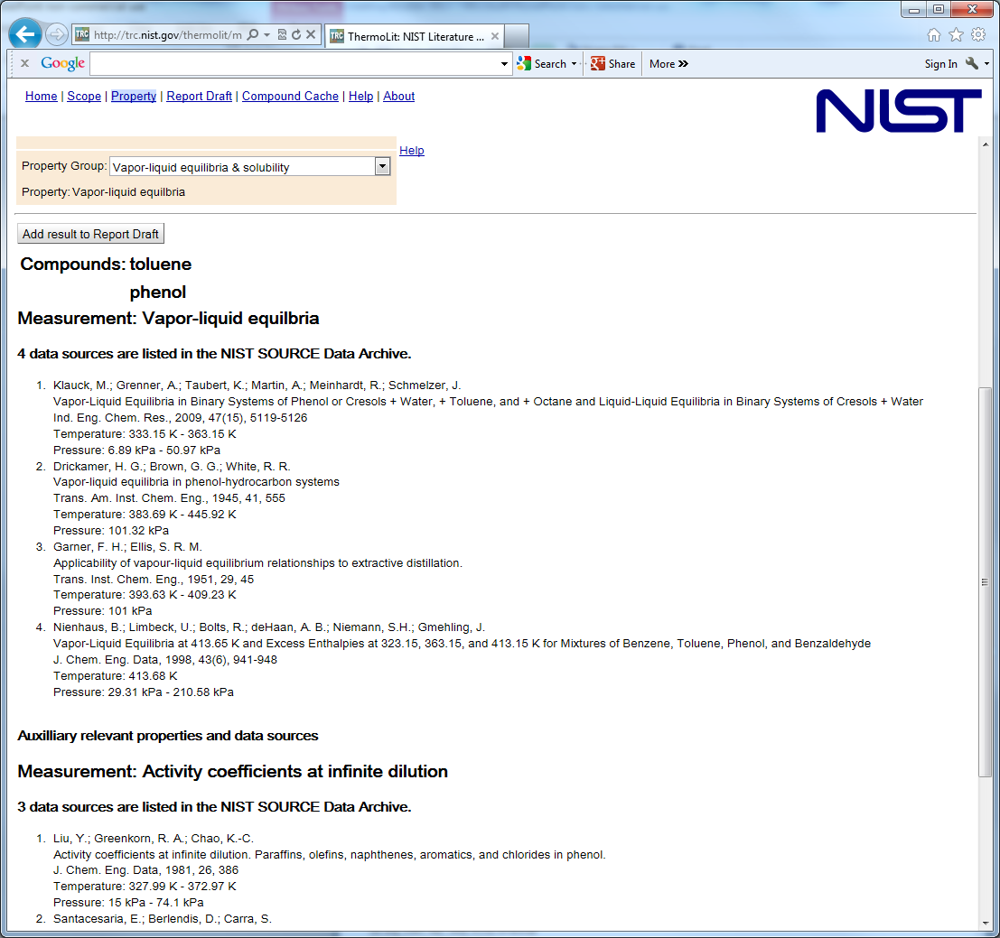 TRC http://trc.nist.gov/thermolit/m
TRC ThermoLit: NIST Literature ...
x Google Search Share More Sign In
Home | Scope | Property | Report Draft | Compound Cache | Help | About
NIST
Help
Property Group: Vapor-liquid equilibria & solubility
Property: Vapor-liquid equilbria
Add result to Report Draft
Compounds: toluene
phenol
Measurement: Vapor-liquid equilbria
4 data sources are listed in the NIST SOURCE Data Archive.
1. Klauck, M.; Grenner, A.; Taubert, K.; Martin, A.; Meinhardt, R.; Schmelzer, J.
Vapor-Liquid Equilibria in Binary Systems of Phenol or Cresols + Water, + Toluene, and + Octane and Liquid-Liquid Equilibria in Binary Systems of Cresols + Water
Ind. Eng. Chem. Res., 2009, 47(15), 5119-5126
Temperature: 333.15 K - 363.15 K
Pressure: 6.89 kPa - 50.97 kPa
2. Drickamer, H. G.; Brown, G. G.; White, R. R.
Vapor-liquid equilibria in phenol-hydrocarbon systems
Trans. Am. Inst. Chem. Eng., 1945, 41, 555
Temperature: 383.69 K - 445.92 K
Pressure: 101.32 kPa
3. Garner, F. H.; Ellis, S. R. M.
Applicability of vapour-liquid equilibrium relationships to extractive distillation.
Trans. Inst. Chem. Eng., 1951, 29, 45
Temperature: 393.63 K - 409.23 K
Pressure: 101 kPa
4. Nienhaus, B.; Limbeck, U.; Bolts, R.; deHaan, A. B.; Niemann, S.H.; Gmehling, J.
Vapor-Liquid Equilibria at 413.65 K and Excess Enthalpies at 323.15, 363.15, and 413.15 K for Mixtures of Benzene, Toluene, Phenol, and Benzaldehyde
J. Chem. Eng. Data, 1998, 43(6), 941-948
Temperature: 413.68 K
Pressure: 29.31 kPa - 210.58 kPa
Auxilliary relevant properties and data sources
Measurement: Activity coefficients at infinite dilution
3 data sources are listed in the NIST SOURCE Data Archive.
1. Liu, Y.; Greenkorn, R. A.; Chao, K.-C.
Activity coefficients at infinite dilution. Paraffins, olefins, naphthenes, aromatics, and chlorides in phenol.
J. Chem. Eng. Data, 1981, 26, 386
Temperature: 327.99 K - 372.97 K
Pressure: 15 kPa - 74.1 kPa
2. Santacesaria, E.; Berlendis, D.; Carra, S.